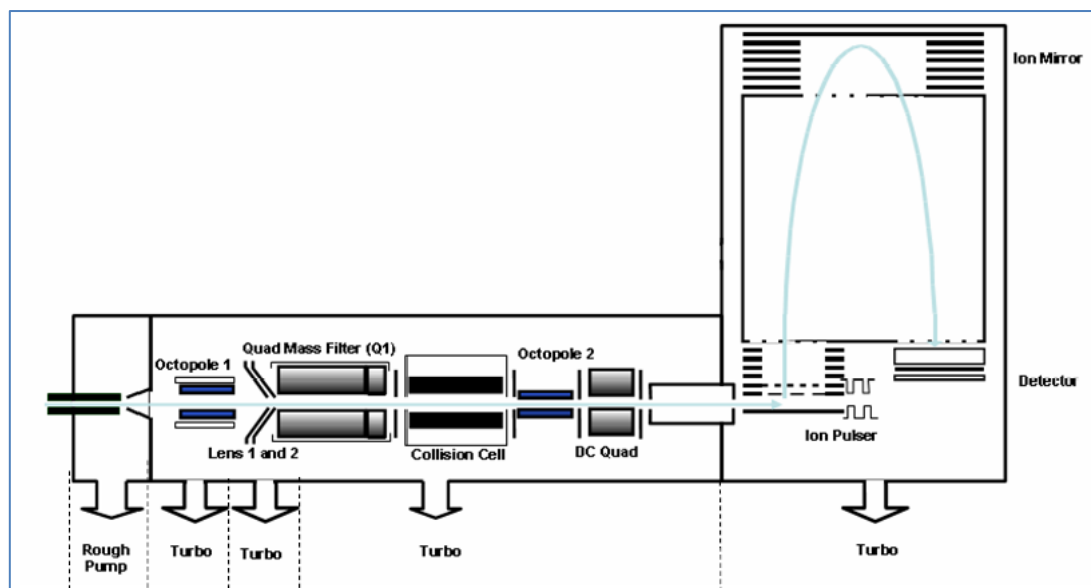 Ion Mirror
Octopole 1
Quad Mass Filter (Q1)
Octopole 2
Detector
Ion Pulser
Lens 1 and 2
Collision Cell
DC Quad
Rough
Pump
Turbo
Turbo
Turbo
Turbo